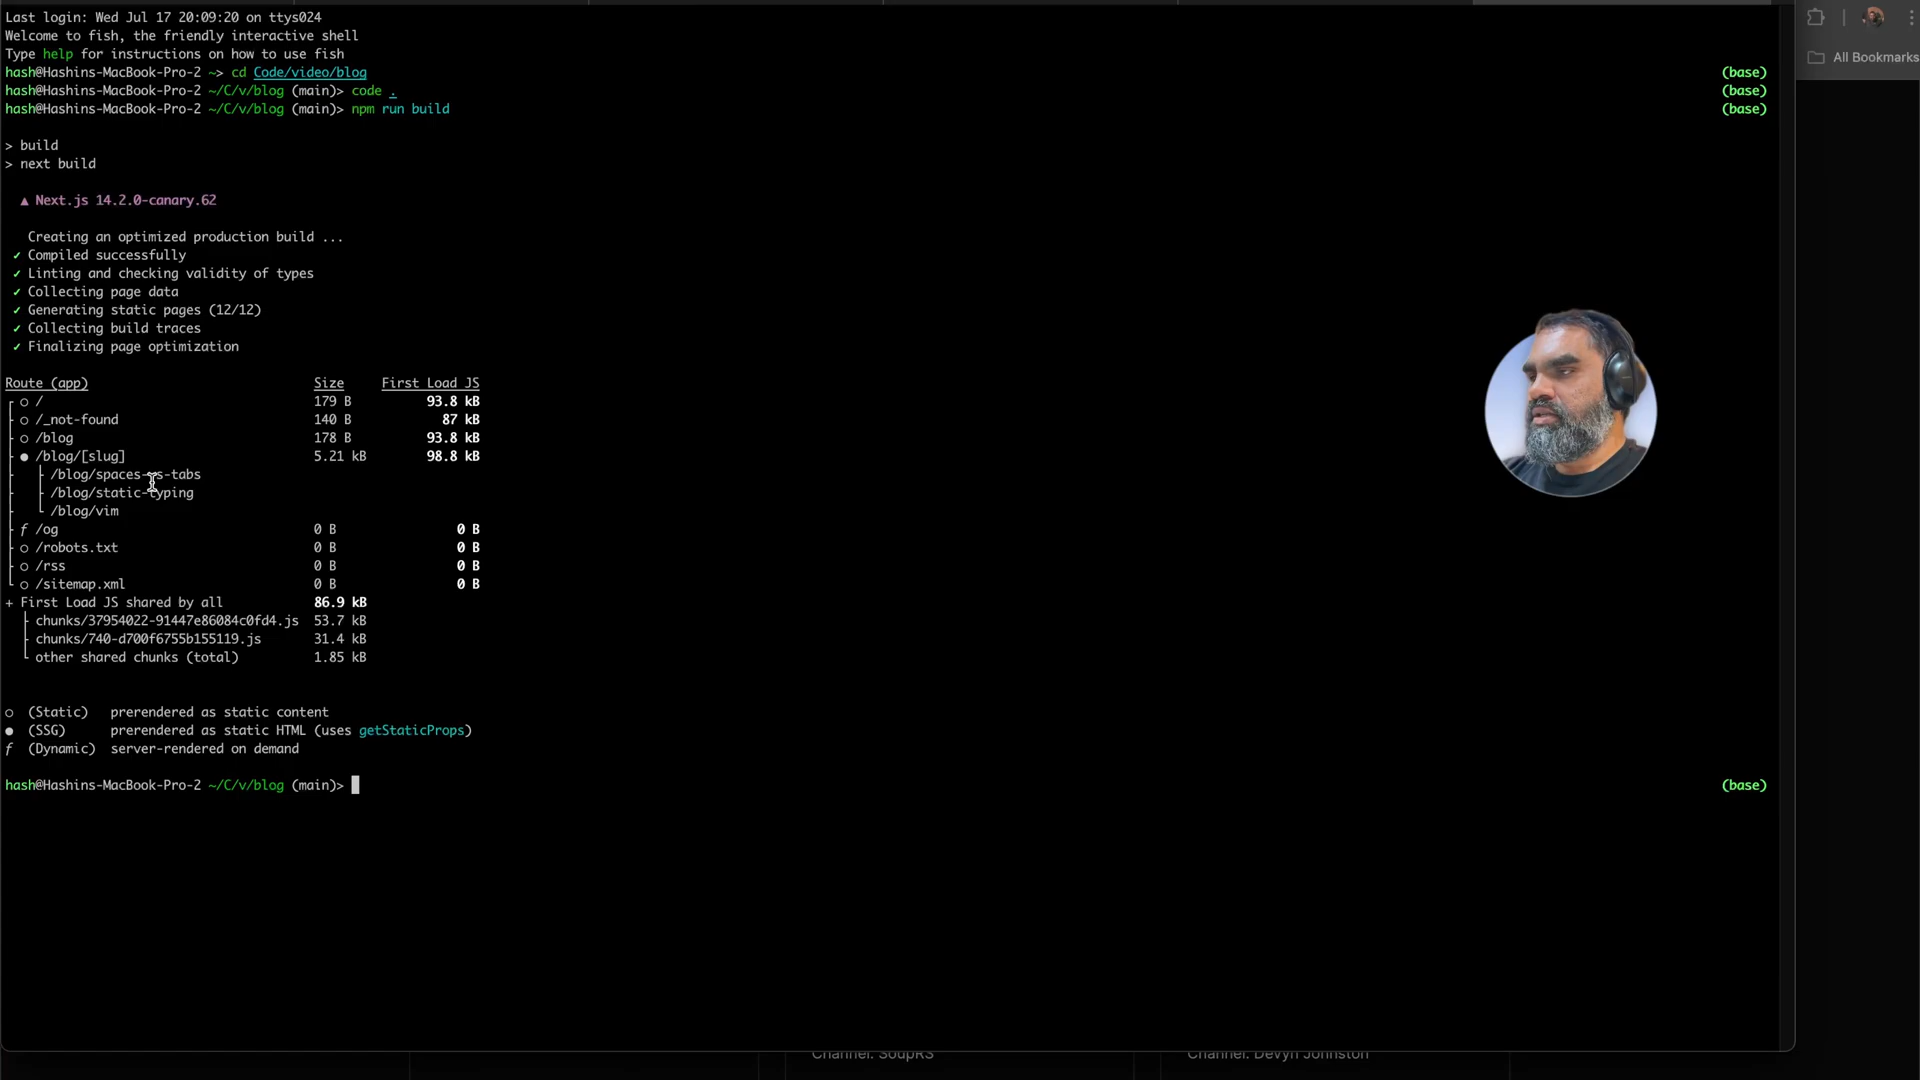 Last login: Wed Jul 17 20:09:20 on ttys024
Welcome to fish, the friendly interactive shell
Type help for instructions on how to use fish
hash@Hashins-MacBook-Pro-2 ~> cd Code/video/blog (base)
hash@Hashins-MacBook-Pro-2 ~/C/v/blog (main)> code . (base)
hash@Hashins-MacBook-Pro-2 ~/C/v/blog (main)> npm run build (base)
> build
> next build
▲ Next.js 14.2.0-canary.62
Creating an optimized production build ...
✓ Compiled successfully
✓ Linting and checking validity of types
✓ Collecting page data
✓ Generating static pages (12/12)
✓ Collecting build traces
✓ Finalizing page optimization
Route (app) Size First Load JS
┌ ○ / 179 B 93.8 kB
├ ○ /_not-found 140 B 87 kB
├ ○ /blog 178 B 93.8 kB
├ ● /blog/[slug] 5.21 kB 98.8 kB
├ ├ /blog/spaces-vs-tabs
├ ├ /blog/static-typing
├ └ /blog/vim
├ ƒ /og 0 B 0 B
├ ○ /robots.txt 0 B 0 B
├ ○ /rss 0 B 0 B
└ ○ /sitemap.xml 0 B 0 B
+ First Load JS shared by all 86.9 kB
├ chunks/37954022-91447e86084c0fd4.js 53.7 kB
├ chunks/740-d700f6755b155119.js 31.4 kB
└ other shared chunks (total) 1.85 kB
○ (Static) prerendered as static content
● (SSG) prerendered as static HTML (uses getStaticProps)
ƒ (Dynamic) server-rendered on demand
hash@Hashins-MacBook-Pro-2 ~/C/v/blog (main)> (base)
All Bookmarks
Channel: SoupRS
Channel: Devyn Johnston